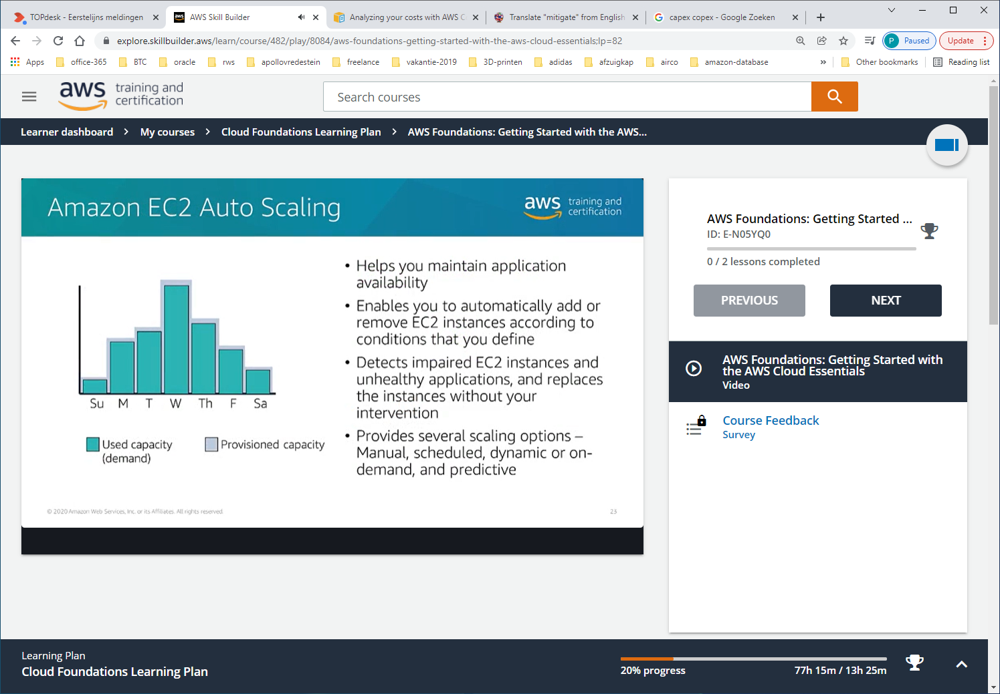 TOPdesk - Eerstelijns meldingen
AWS Skill Builder
Analyzing your costs with AWS C
Translate "mitigate" from English
capex copex - Google Zoeken
explore.skillbuilder.aws/learn/course/482/play/8084/aws-foundations-getting-started-with-the-aws-cloud-essentials;lp=82
P Paused
Update
Apps
office-365
BTC
oracle
rws
apollovredestein
freelance
vakantie-2019
3D-printen
adidas
afzuigkap
airco
amazon-database
»
Other bookmarks
Reading list
aws training and
certification
Search courses
Learner dashboard > My courses > Cloud Foundations Learning Plan > AWS Foundations: Getting Started with the AWS...
Amazon EC2 Auto Scaling
aws training and
certification
Su M T W Th F Sa
Used capacity
(demand)
Provisioned capacity
• Helps you maintain application
availability
• Enables you to automatically add or
remove EC2 instances according to
conditions that you define
• Detects impaired EC2 instances and
unhealthy applications, and replaces
the instances without your
intervention
• Provides several scaling options –
Manual, scheduled, dynamic or on-
demand, and predictive
© 2020 Amazon Web Services, Inc. or its Affiliates. All rights reserved.
23
AWS Foundations: Getting Started ...
ID: E-N05YQ0
0 / 2 lessons completed
PREVIOUS
NEXT
AWS Foundations: Getting Started with
the AWS Cloud Essentials
Video
Course Feedback
Survey
Learning Plan
Cloud Foundations Learning Plan
20% progress
77h 15m / 13h 25m